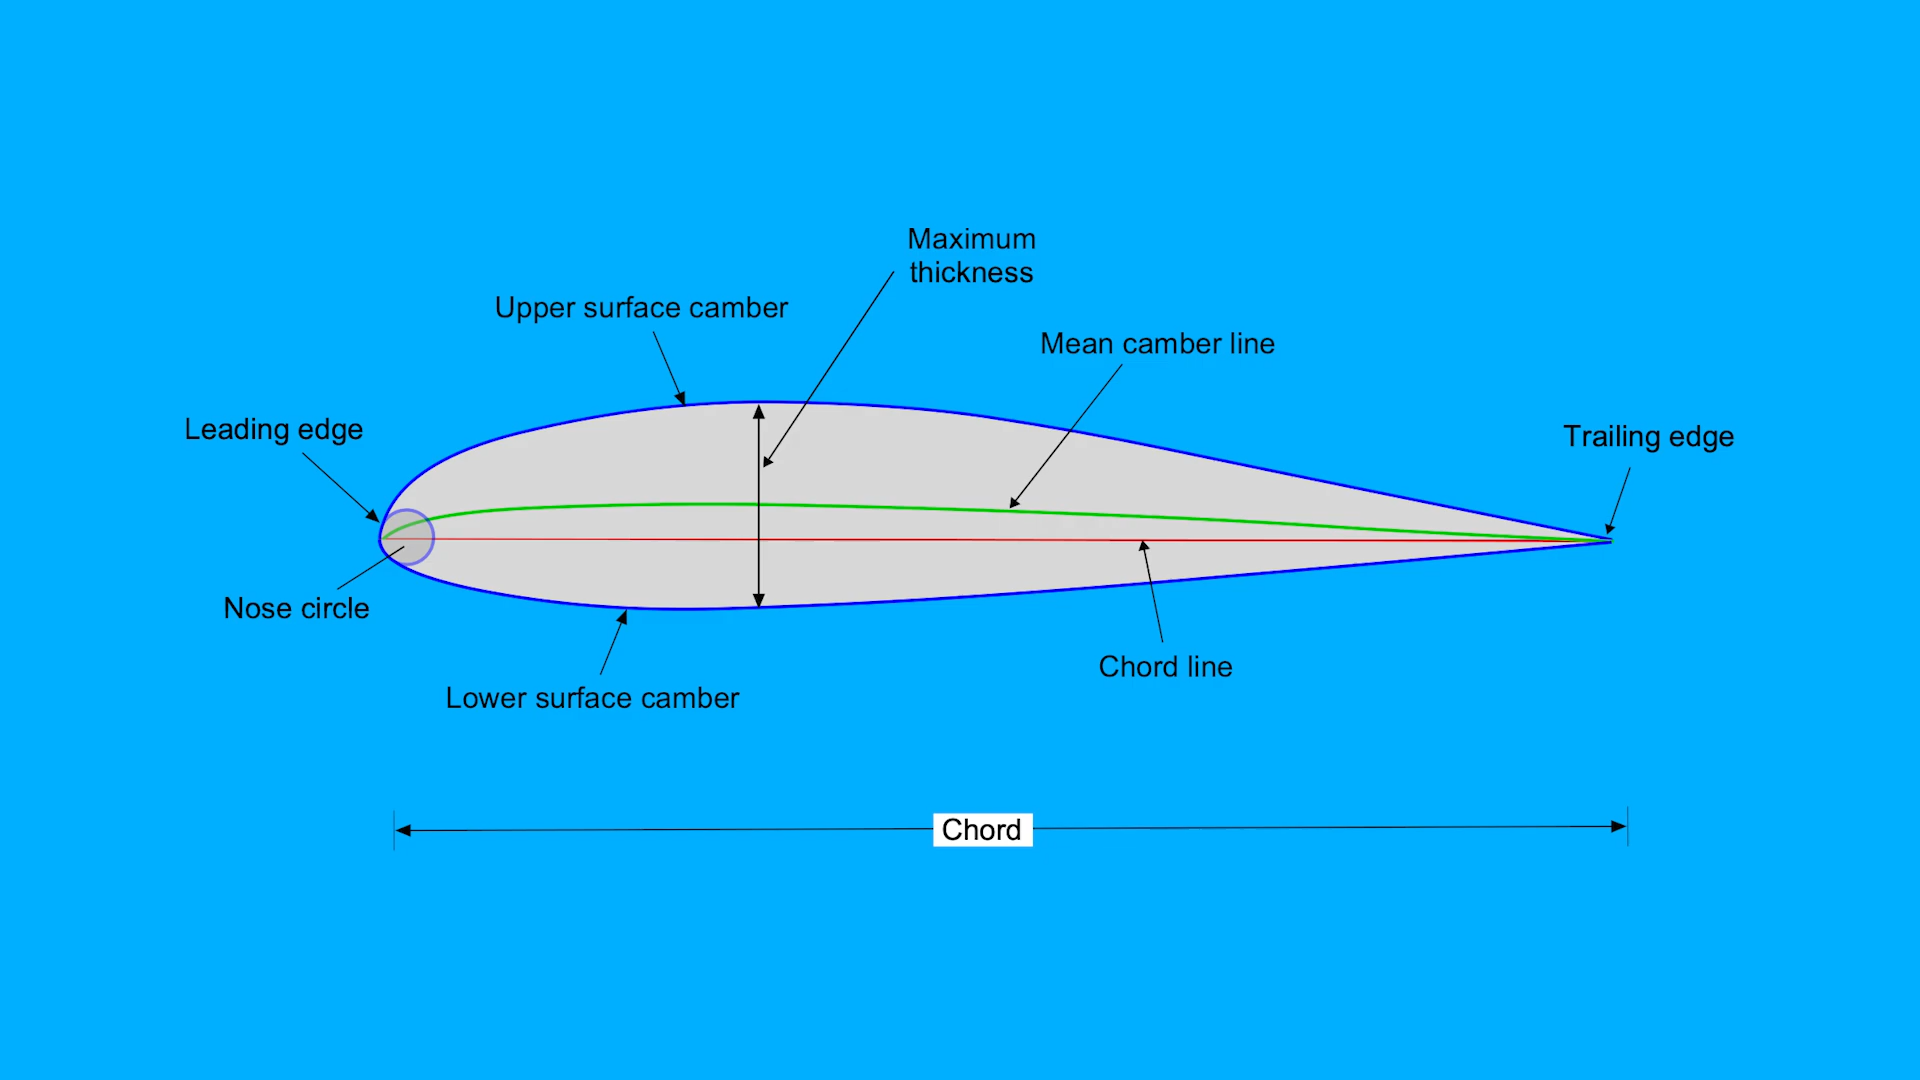 Maximum
thickness
Upper surface camber
Mean camber line
Leading edge
Trailing edge
Nose circle
Chord line
Lower surface camber
Chord